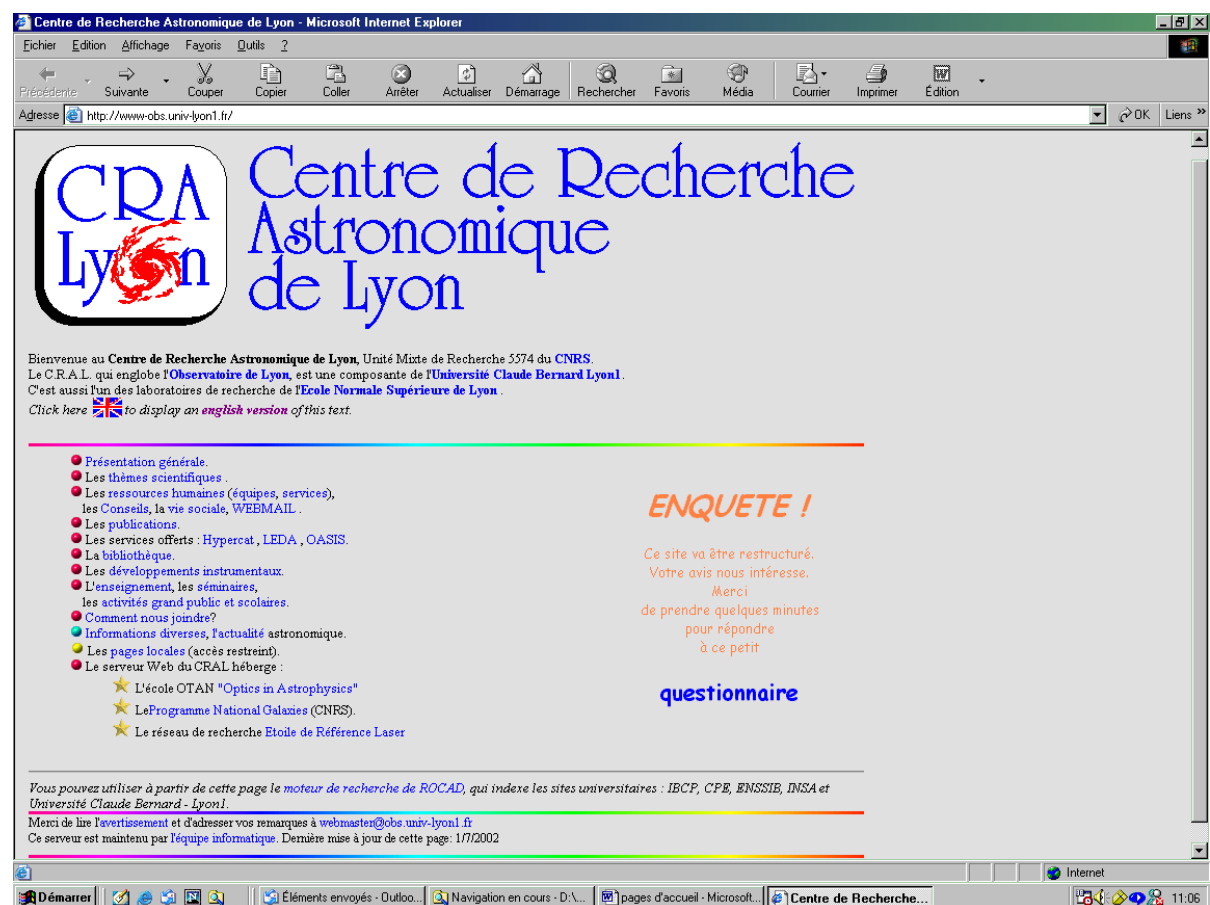 Centre de Recherche Astronomique de Lyon - Microsoft Internet Explorer
Fichier Edition Affichage Favoris Outils ?
Précédente Suivante Couper Copier Coller Arrêter Actualiser Démarrage Rechercher Favoris Média Courrier Imprimer Édition
Adresse http://www-obs.univ-lyon1.fr/ OK Liens »
CRA
Lyon
Centre de Recherche
Astronomique
de Lyon
Bienvenue au Centre de Recherche Astronomique de Lyon, Unité Mixte de Recherche 5574 du CNRS.
Le C.R.A.L. qui englobe l'Observatoire de Lyon, est une composante de l'Université Claude Bernard Lyon1.
C'est aussi l'un des laboratoires de recherche de l'Ecole Normale Supérieure de Lyon .
Click here to display an english version of this text.
Présentation générale.
Les thèmes scientifiques .
Les ressources humaines (équipes, services),
les Conseils, la vie sociale, WEBMAIL .
Les publications.
Les services offerts : Hypercat , LEDA , OASIS.
La bibliothèque.
Les développements instrumentaux.
L'enseignement, les séminaires,
les activités grand public et scolaires.
Comment nous joindre?
Informations diverses, l'actualité astronomique.
Les pages locales (accès restreint).
Le serveur Web du CRAL héberge :
L'école OTAN "Optics in Astrophysics"
LeProgramme National Galaxies (CNRS).
Le réseau de recherche Etoile de Référence Laser
ENQUETE !
Ce site va être restructuré.
Votre avis nous intéresse.
Merci
de prendre quelques minutes
pour répondre
à ce petit
questionnaire
Vous pouvez utiliser à partir de cette page le moteur de recherche de ROCAD, qui indexe les sites universitaires : IBCP, CPE, ENSSIB, INSA et
Université Claude Bernard - Lyon1.
Merci de lire l'avertissement et d'adresser vos remarques à webmaster@obs.univ-lyon1.fr
Ce serveur est maintenu par l'équipe informatique. Dernière mise à jour de cette page: 1/7/2002
Internet
Démarrer Éléments envoyés - Outloo... Navigation en cours - D:\... pages d'accueil - Microsoft... Centre de Recherche... 11:06